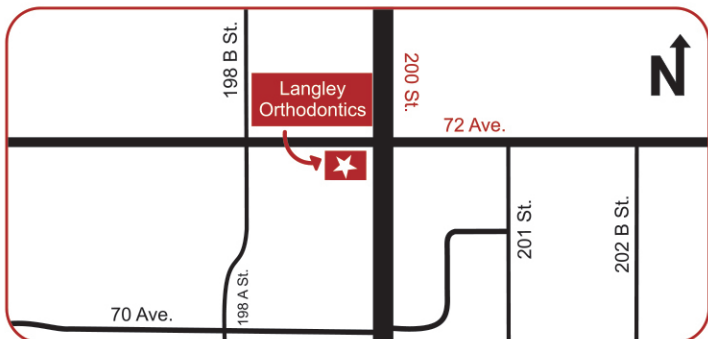 198 B St.
Langley
Orthodontics
200 St.
N
72 Ave.
201 St.
202 B St.
198 A St.
70 Ave.